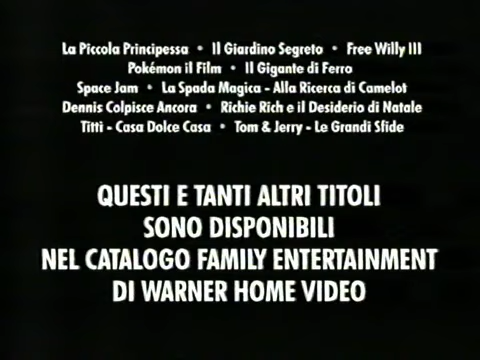 La Piccola Principessa • Il Giardino Segreto • Free Willy III
Pokémon il Film • Il Gigante di Ferro
Space Jam • La Spada Magica - Alla Ricerca di Camelot
Dennis Colpisce Ancora • Richie Rich e il Desiderio di Natale
Titti - Casa Dolce Casa • Tom & Jerry - Le Grandi Sfide
QUESTI E TANTI ALTRI TITOLI
SONO DISPONIBILI
NEL CATALOGO FAMILY ENTERTAINMENT
DI WARNER HOME VIDEO